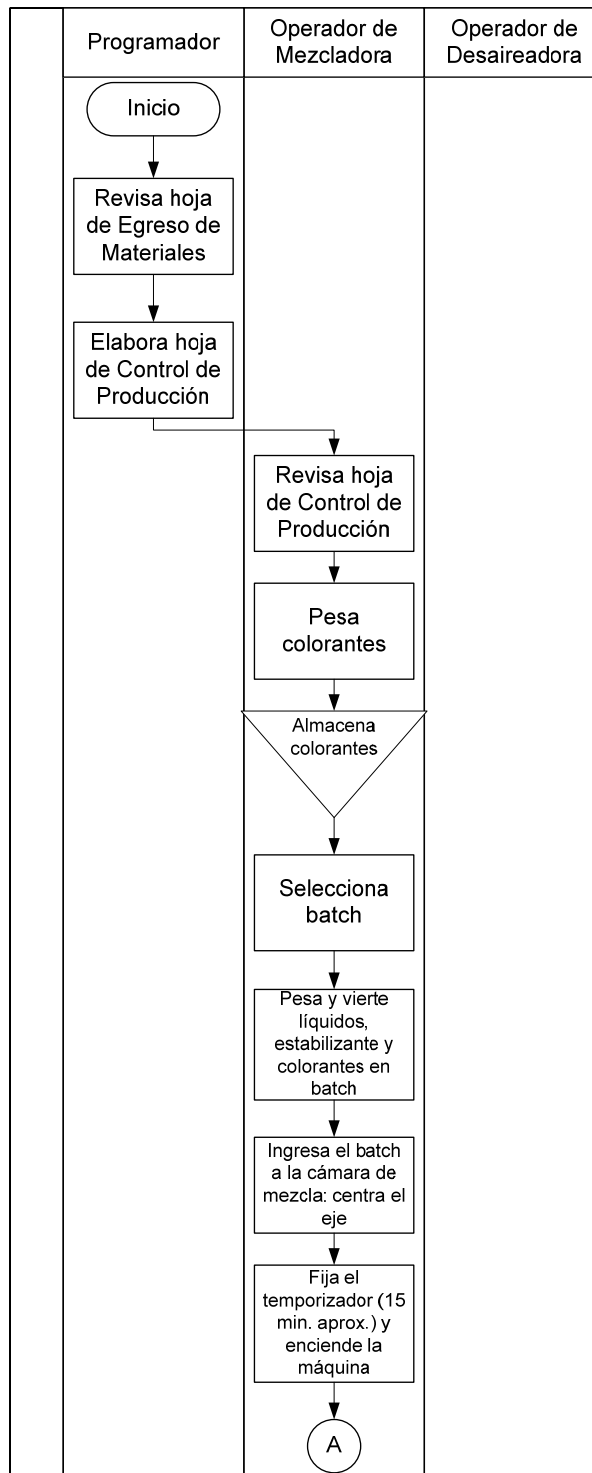 Programador
Operador de
Mezcladora
Operador de
Desaireadora
Inicio
Revisa hoja
de Egreso de
Materiales
Elabora hoja
de Control de
Producción
Revisa hoja
de Control de
Producción
Pesa
colorantes
Almacena
colorantes
Selecciona
batch
Pesa y vierte
líquidos,
estabilizante y
colorantes en
batch
Ingresa el batch
a la cámara de
mezcla: centra el
eje
Fija el
temporizador (15
min. aprox.) y
enciende la
máquina
A